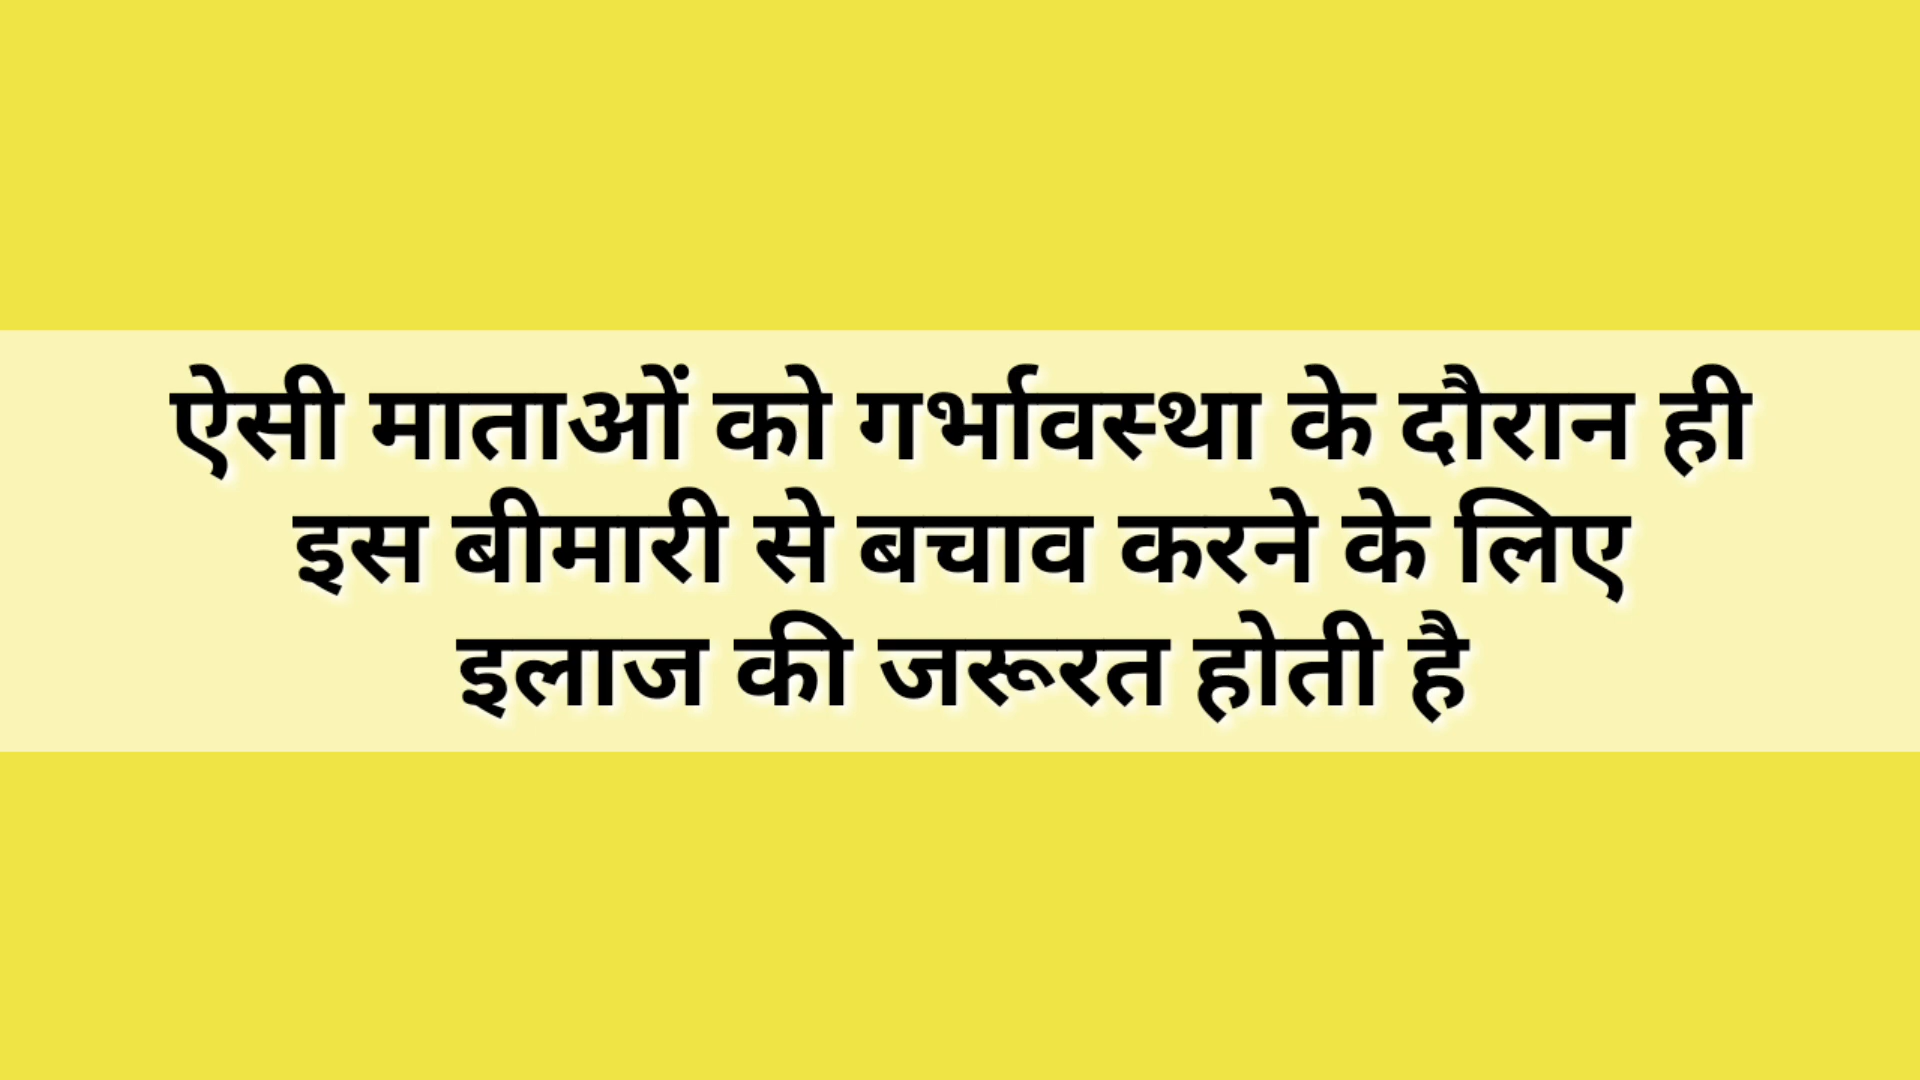 ऐसी माताओं को गर्भावस्था के दौरान ही
इस बीमारी से बचाव करने के लिए
इलाज की जरूरत होती है